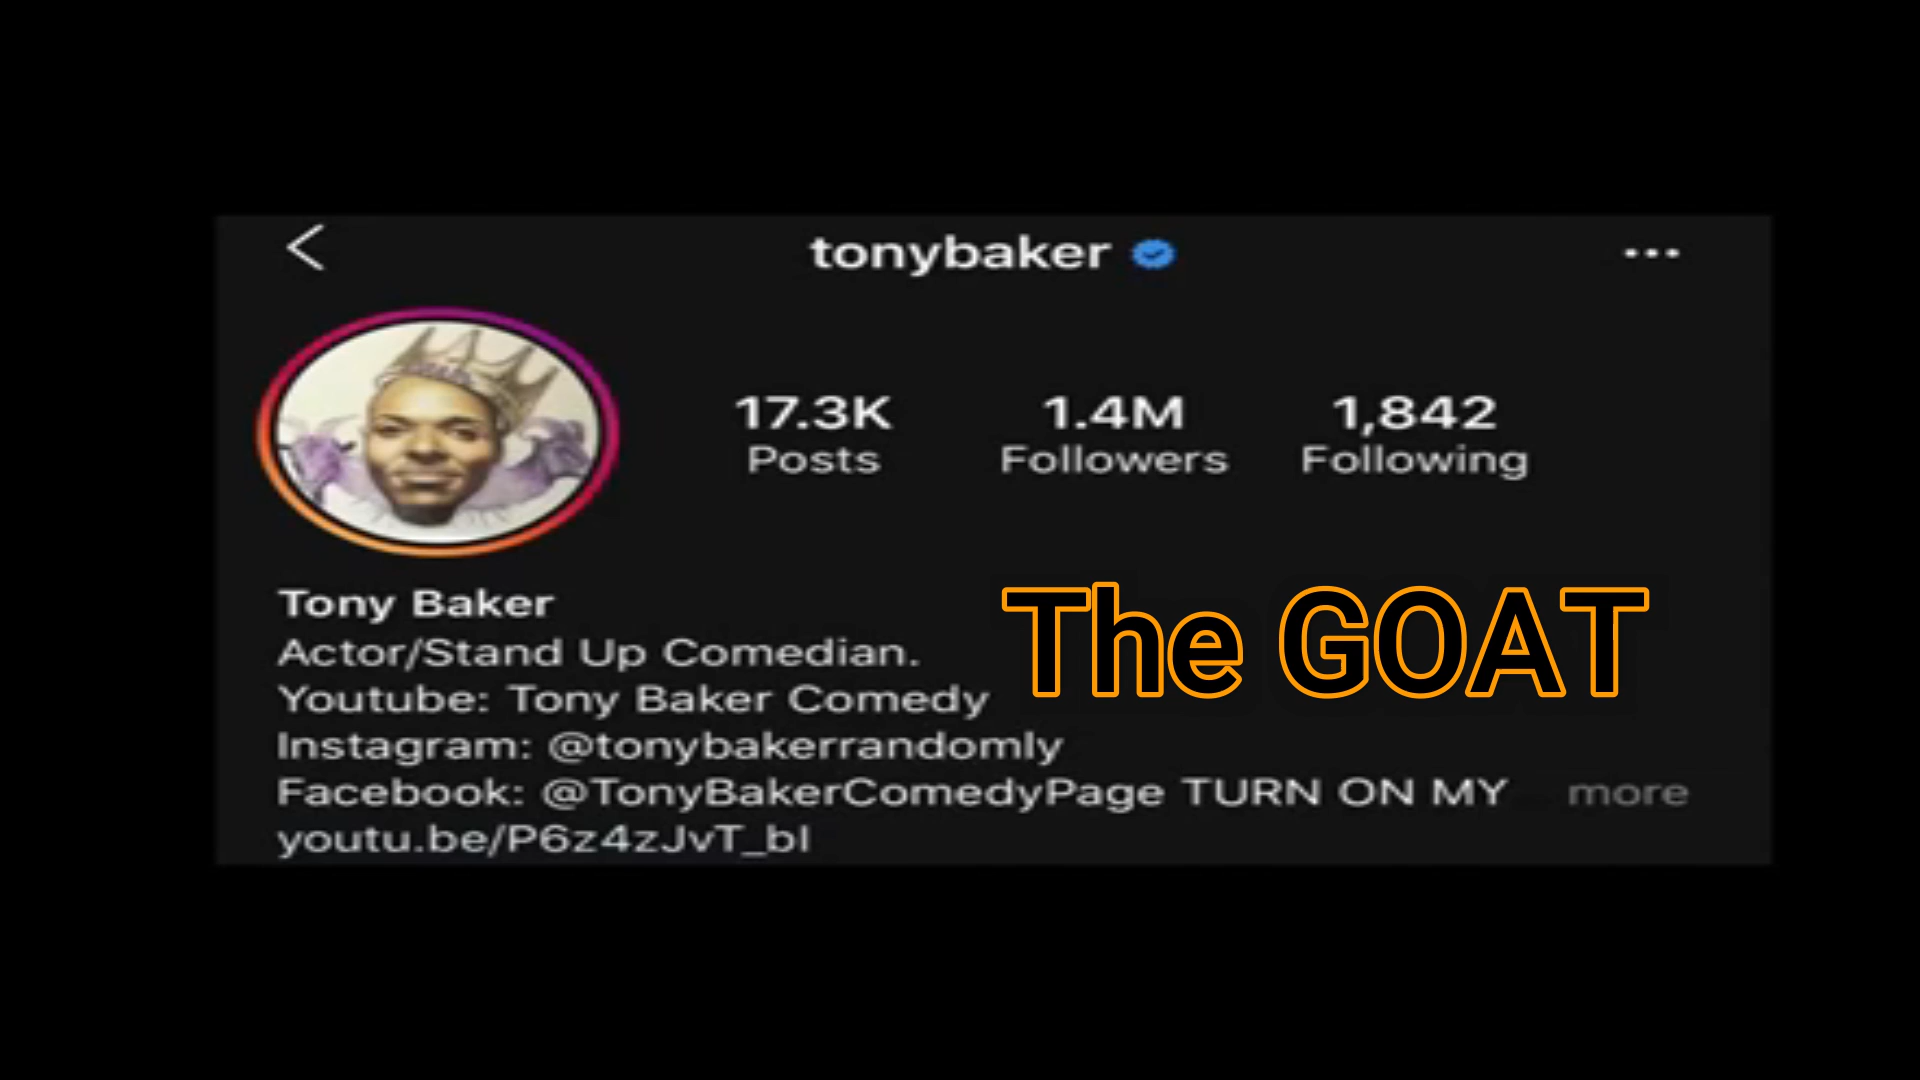 tonybaker
17.3K 1.4M 1,842
Posts Followers Following
Tony Baker
The GOAT
Actor/Stand Up Comedian.
Youtube: Tony Baker Comedy
Instagram: @tonybakerrandomly
Facebook: @TonyBakerComedyPage TURN ON MY more
youtu.be/P6z4zJvT_bI